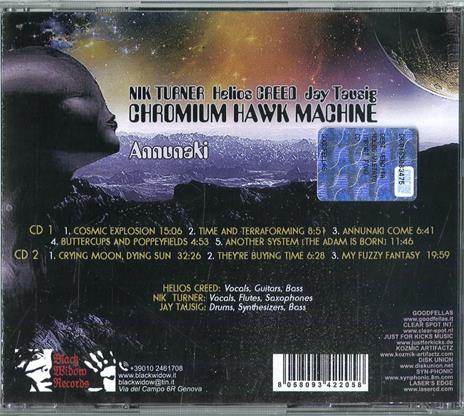 NIK TURNER Helios CREED Jay Tausig
CHROMIUM HAWK MACHINE
Annunaki
CD 1 1. COSMIC EXPLOSION 15:06 2. TIME AND TERRAFORMING 8:51 3. ANNUNAKI COME 6:41
4. BUTTERCUPS AND POPPEYFIELDS 4:53 5. ANOTHER SYSTEM (THE ADAM IS BORN) 11:46
CD 2 1. CRYING MOON, DYING SUN 32:26 2. THEY'RE BUYING TIME 6:28 3. MY FUZZY FANTASY 19:59
HELIOS CREED: Vocals, Guitars, Bass
NIK TURNER: Vocals, Flutes, Saxophones
JAY TAUSIG: Drums, Synthesizers, Bass
Black
Widow
Records
+39010 2461708
www.blackwidow.it
blackwidow@tin.it
Via del Campo 6R Genova
8 058093 422058
GOODFELLAS
www.goodfellas.it
CLEAR SPOT INT.
www.clear-spot.nl
JUST FOR KICKS MUSIC
www.justforkicks.de
KOZMIC ARTIFACTZ
www.kozmik-artifactz.com
DISK UNION
www.diskunion.net
SYN-PHONIC
www.synphonic.8m.com
LASER'S EDGE
www.lasercd.com